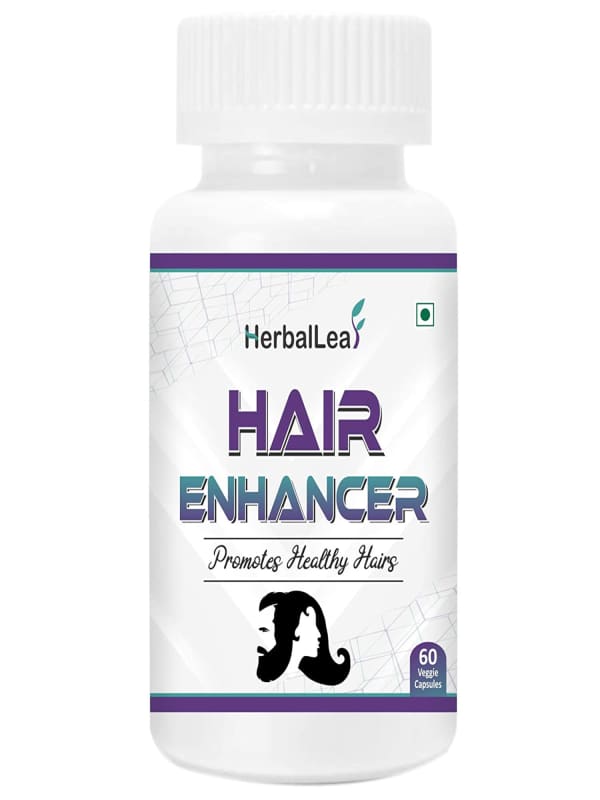 HerbalLeaf
HAIR
ENHANCER
Promotes Healthy Hairs
60
Veggie
Capsules